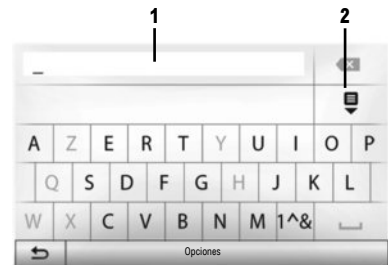 1 2
_
A Z E R T Y U I O P
Q S D F G H J K L
W X C V B N M 1^&
Opciones